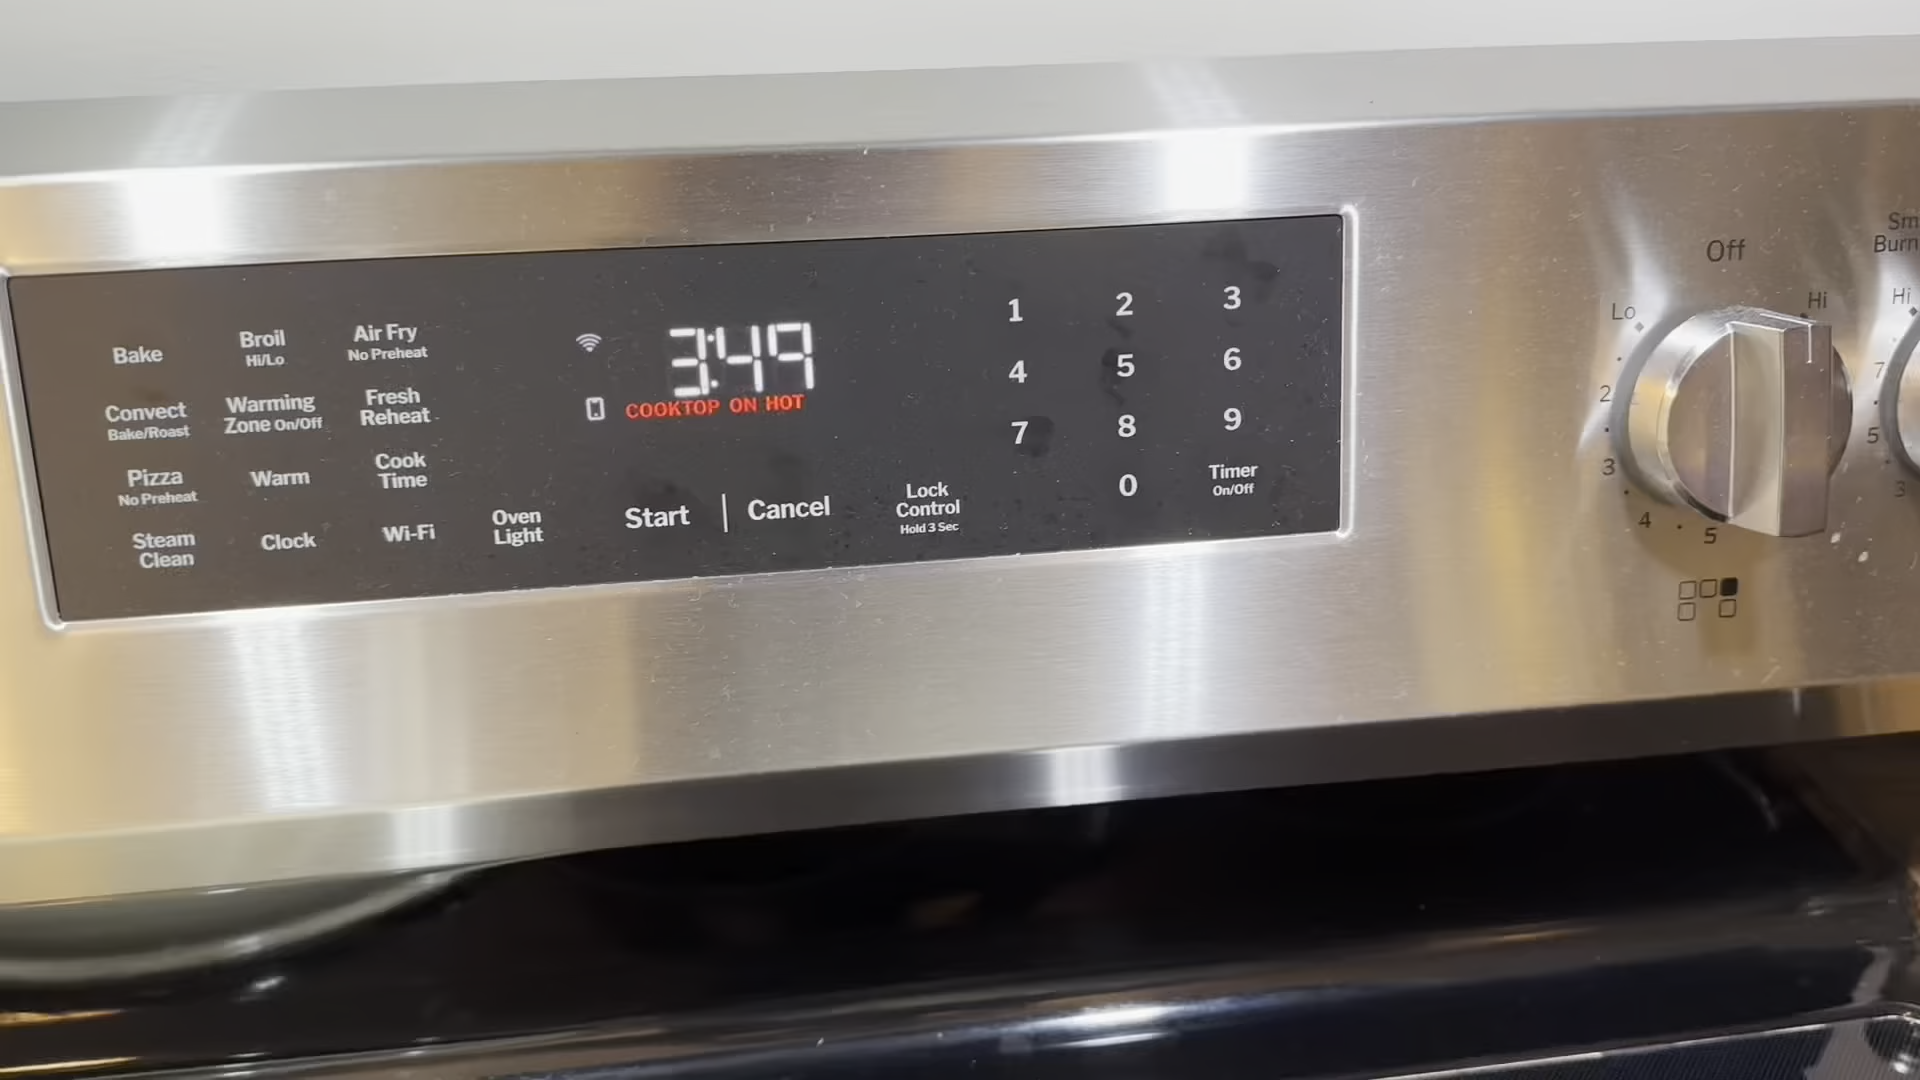 Bake
Broil
Hi/Lo
Air Fry
No Preheat
Convect
Bake/Roast
Warming
Zone On/Off
Fresh
Reheat
Pizza
No Preheat
Warm
Cook
Time
Steam
Clean
Clock
Wi-Fi
Oven
Light
3:49
COOKTOP ON HOT
Start | Cancel
Lock
Control
Hold 3 Sec
1 2 3
4 5 6
7 8 9
0
Timer
On/Off
Off
Lo
Hi
2
3
4
5
Burn
Hi
7
5
3